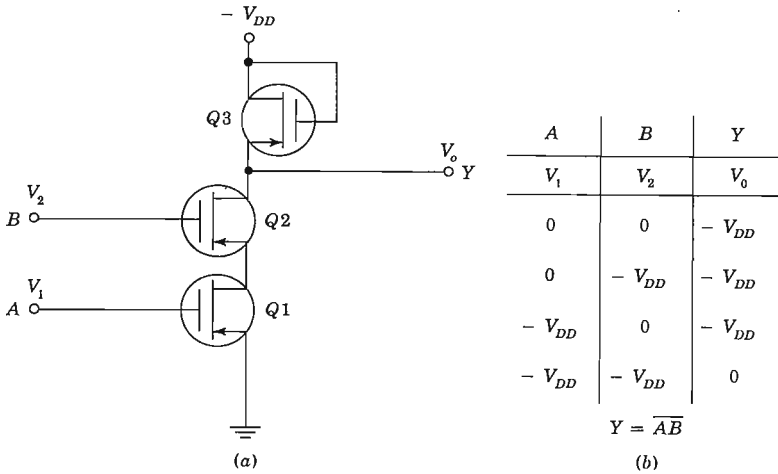 - V_DD
Q3
V_o
Y
V_2
B
Q2
V_1
A
Q1
(a)
A B Y
V_1 V_2 V_0
0 0 - V_DD
0 - V_DD - V_DD
- V_DD 0 - V_DD
- V_DD - V_DD 0
Y = \overline{AB}
(b)